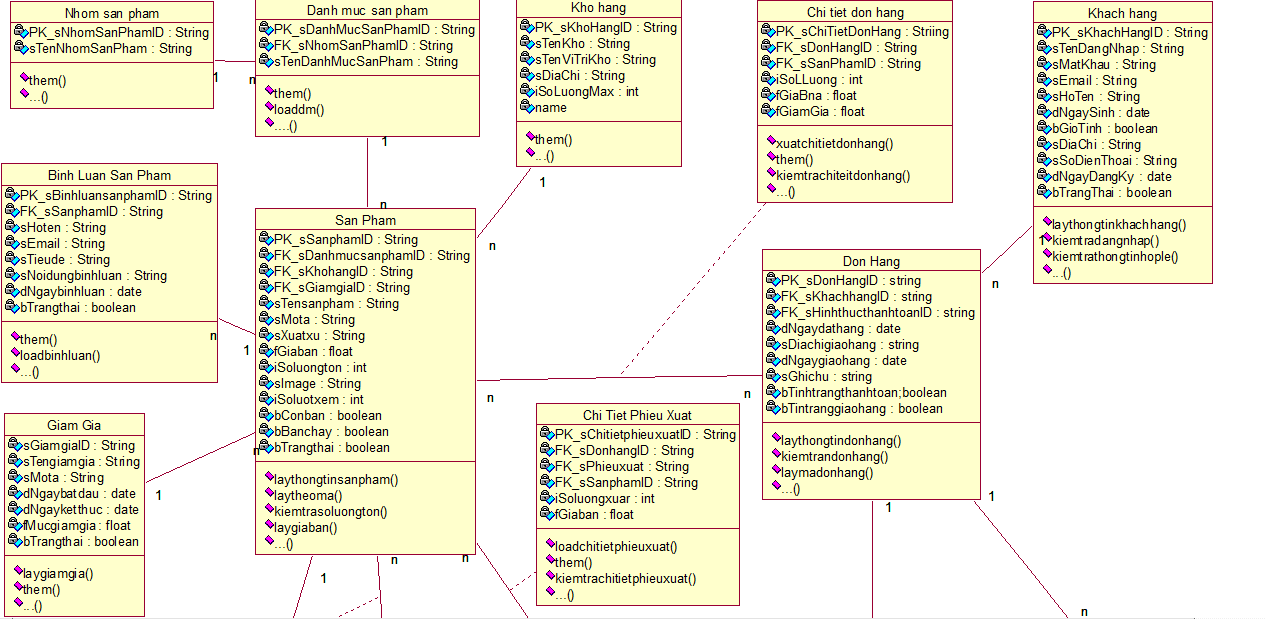 Nhom san pham
PK_sNhomSanPhamID : String
sTenNhomSanPham : String
them()
...()
1
n
Danh muc san pham
PK_sDanhMucSanPhamID : String
FK_sNhomSanPhamID : String
sTenDanhMucSanPham : String
them()
loaddm()
....()
1
n
Kho hang
PK_sKhoHangID : String
sTenKho : String
sTenViTriKho : String
sDiaChi : String
iSoLuongMax : int
name
them()
...()
1
n
Chi tiet don hang
PK_sChiTietDonHang : String
FK_sDonHangID : String
FK_sSanPhamID : String
iSoLLuong : int
fGiaBna : float
fGiamGia : float
xuatchitietdonhang()
them()
kiemtrachiteitdonhang()
...()
Khach hang
PK_sKhachHangID : String
sTenDangNhap : String
sMatKhau : String
sEmail : String
sHoTen : String
dNgaySinh : date
bGioTinh : boolean
sDiaChi : String
sSoDienThoai : String
dNgayDangKy : date
bTrangThai : boolean
laythongtinkhachhang()
kiemtradangnhap()
kiemtrathongtinhople()
...()
1
n
Binh Luan San Pham
PK_sBinhluansanphamID : String
FK_sSanphamID : String
sHoten : String
sEmail : String
sTieude : String
sNoidungbinhluan : String
dNgaybinhluan : date
bTrangthai : boolean
them()
loadbinhluan()
...()
n
1
San Pham
PK_sSanphamID : String
FK_sDanhmucsanphamID : String
FK_sKhohangID : String
FK_sGiamgiaID : String
sTensanpham : String
sMota : String
sXuatxu : String
fGiaban : float
iSoluongton : int
sImage : String
iSoluotxem : int
bConban : boolean
bBanchay : boolean
bTrangthai : boolean
laythongtinsanpham()
laytheoma()
kiemtrasoluongton()
laygiaban()
...()
n
n
1
n
n
Don Hang
PK_sDonHangID : string
FK_sKhachhangID : string
FK_sHinhthucthanhtoanID : string
dNgaydathang : date
sDiachigiaohang : string
dNgaygiaohang : date
sGhichu : string
bTinhtrangthanhtoan;boolean
bTintranggiaohang : boolean
laythongtindonhang()
kiemtrandonhang()
laymadonhang()
...()
1
1
n
Giam Gia
sGiamgiaID : String
sTengiamgia : String
sMota : String
dNgaybatdau : date
dNgayketthuc : date
fMucgiamgia : float
bTrangthai : boolean
laygiamgia()
them()
...()
1
n
Chi Tiet Phieu Xuat
PK_sChitietphieuxuatID : String
FK_sDonhangID : String
FK_sPhieuxuat : String
FK_sSanphamID : String
iSoluongxuar : int
fGiaban : float
loadchitietphieuxuat()
them()
kiemtrachitietphieuxuat()
...()